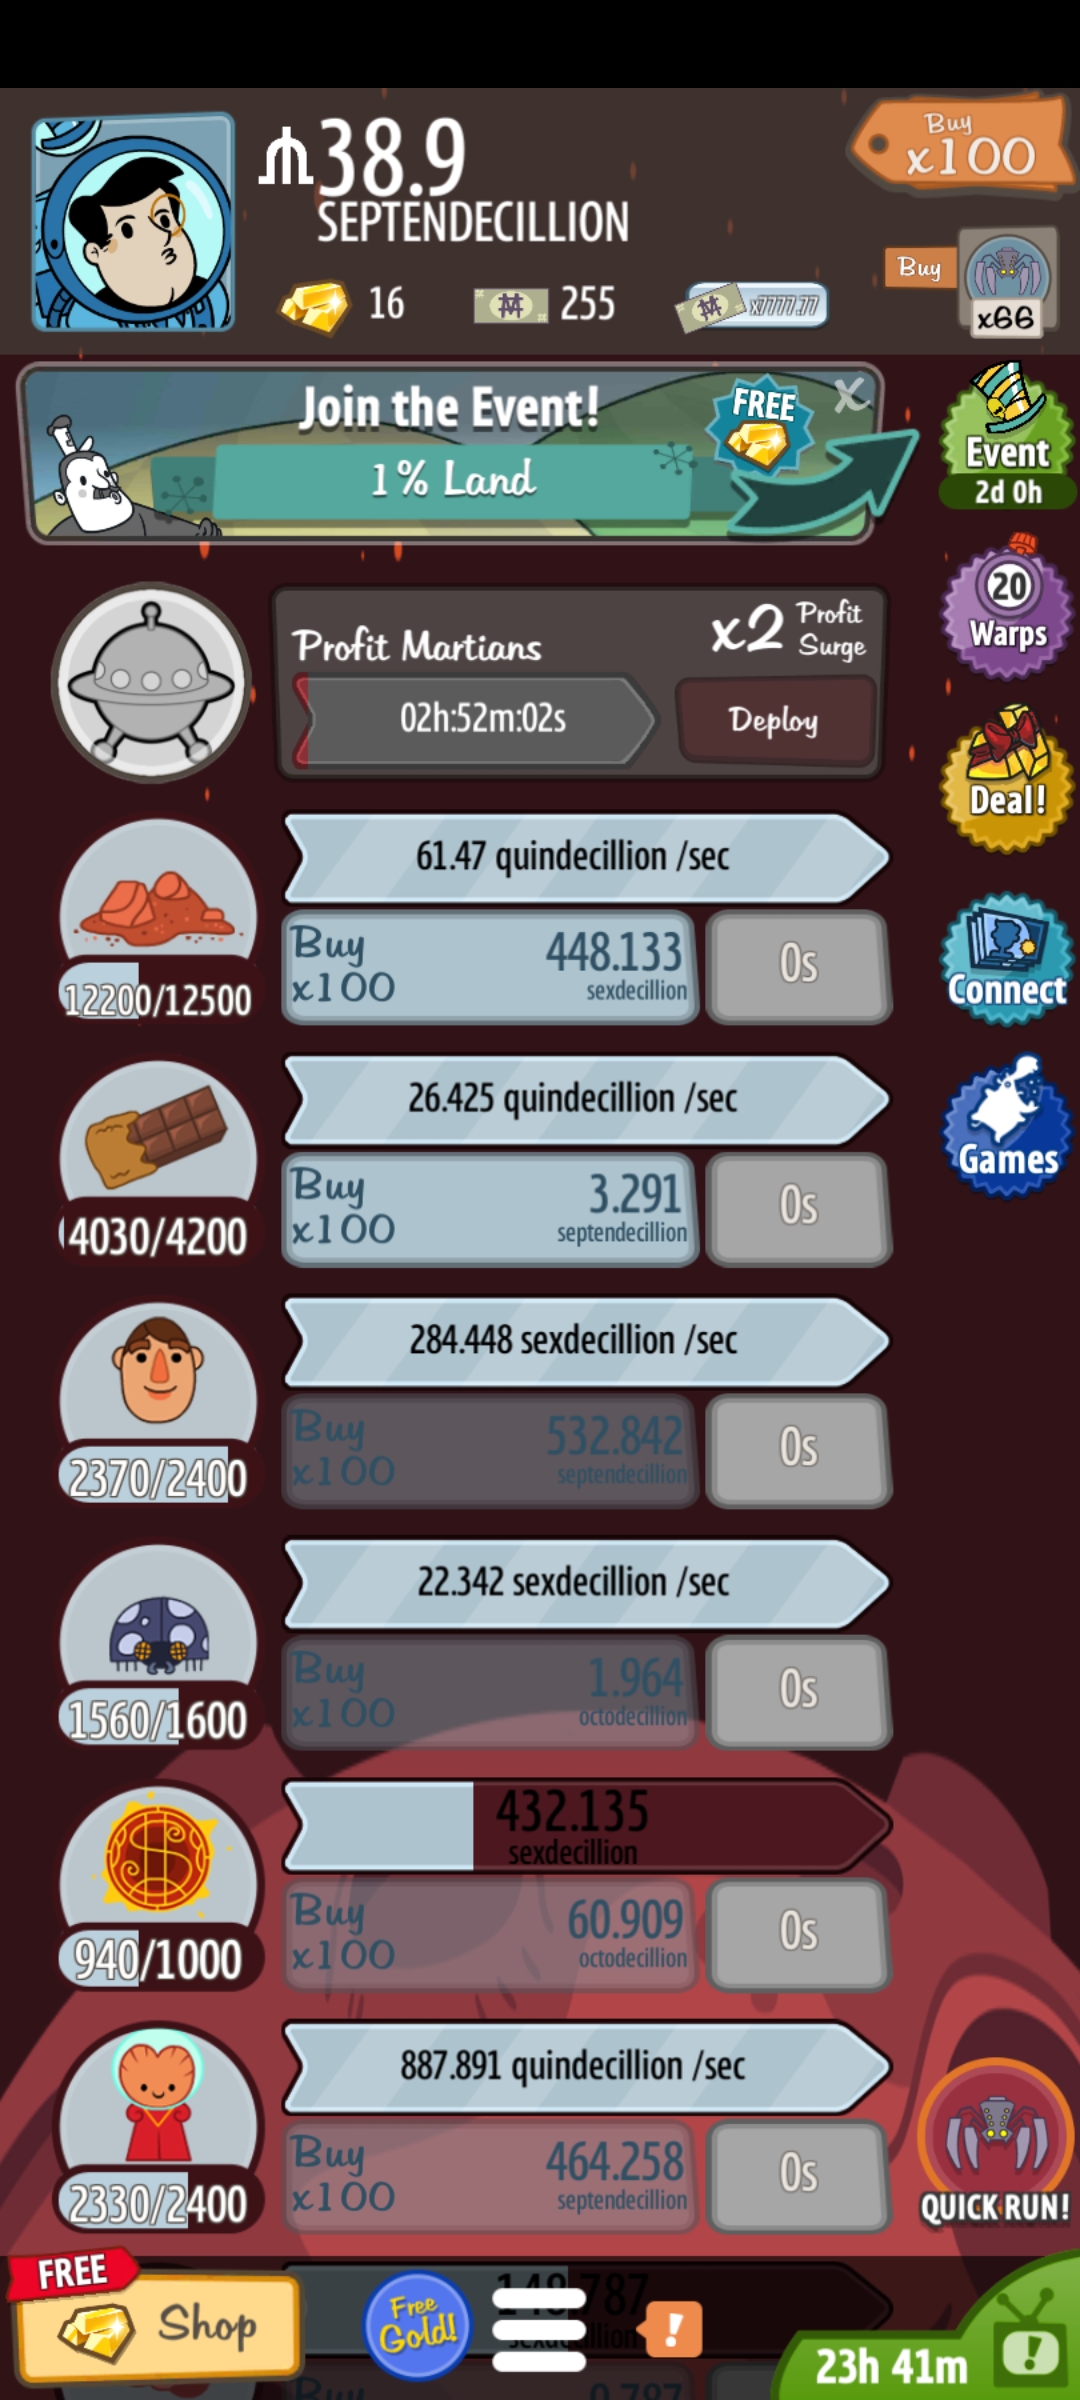 38.9
SEPTENDECILLION
Buy
x100
16
255
x7777.77
Buy
x66
Join the Event!
1% Land
FREE
X
Event
2d 0h
20
Warps
Profit Martians
x2 Profit
Surge
02h:52m:02s
Deploy
Deal!
61.47 quindecillion /sec
12200/12500
Buy
x100
448.133
sexdecillion
0s
Connect
26.425 quindecillion /sec
4030/4200
Buy
x100
3.291
septendecillion
0s
Games
284.448 sexdecillion /sec
2370/2400
Buy
x100
532.842
septendecillion
0s
22.342 sexdecillion /sec
1560/1600
Buy
x100
1.964
octodecillion
0s
432.135
sexdecillion
940/1000
Buy
x100
60.909
octodecillion
0s
887.891 quindecillion /sec
2330/2400
Buy
x100
464.258
septendecillion
0s
QUICK RUN!
FREE
Shop
Free
Gold!
!
23h 41m
!
Buy